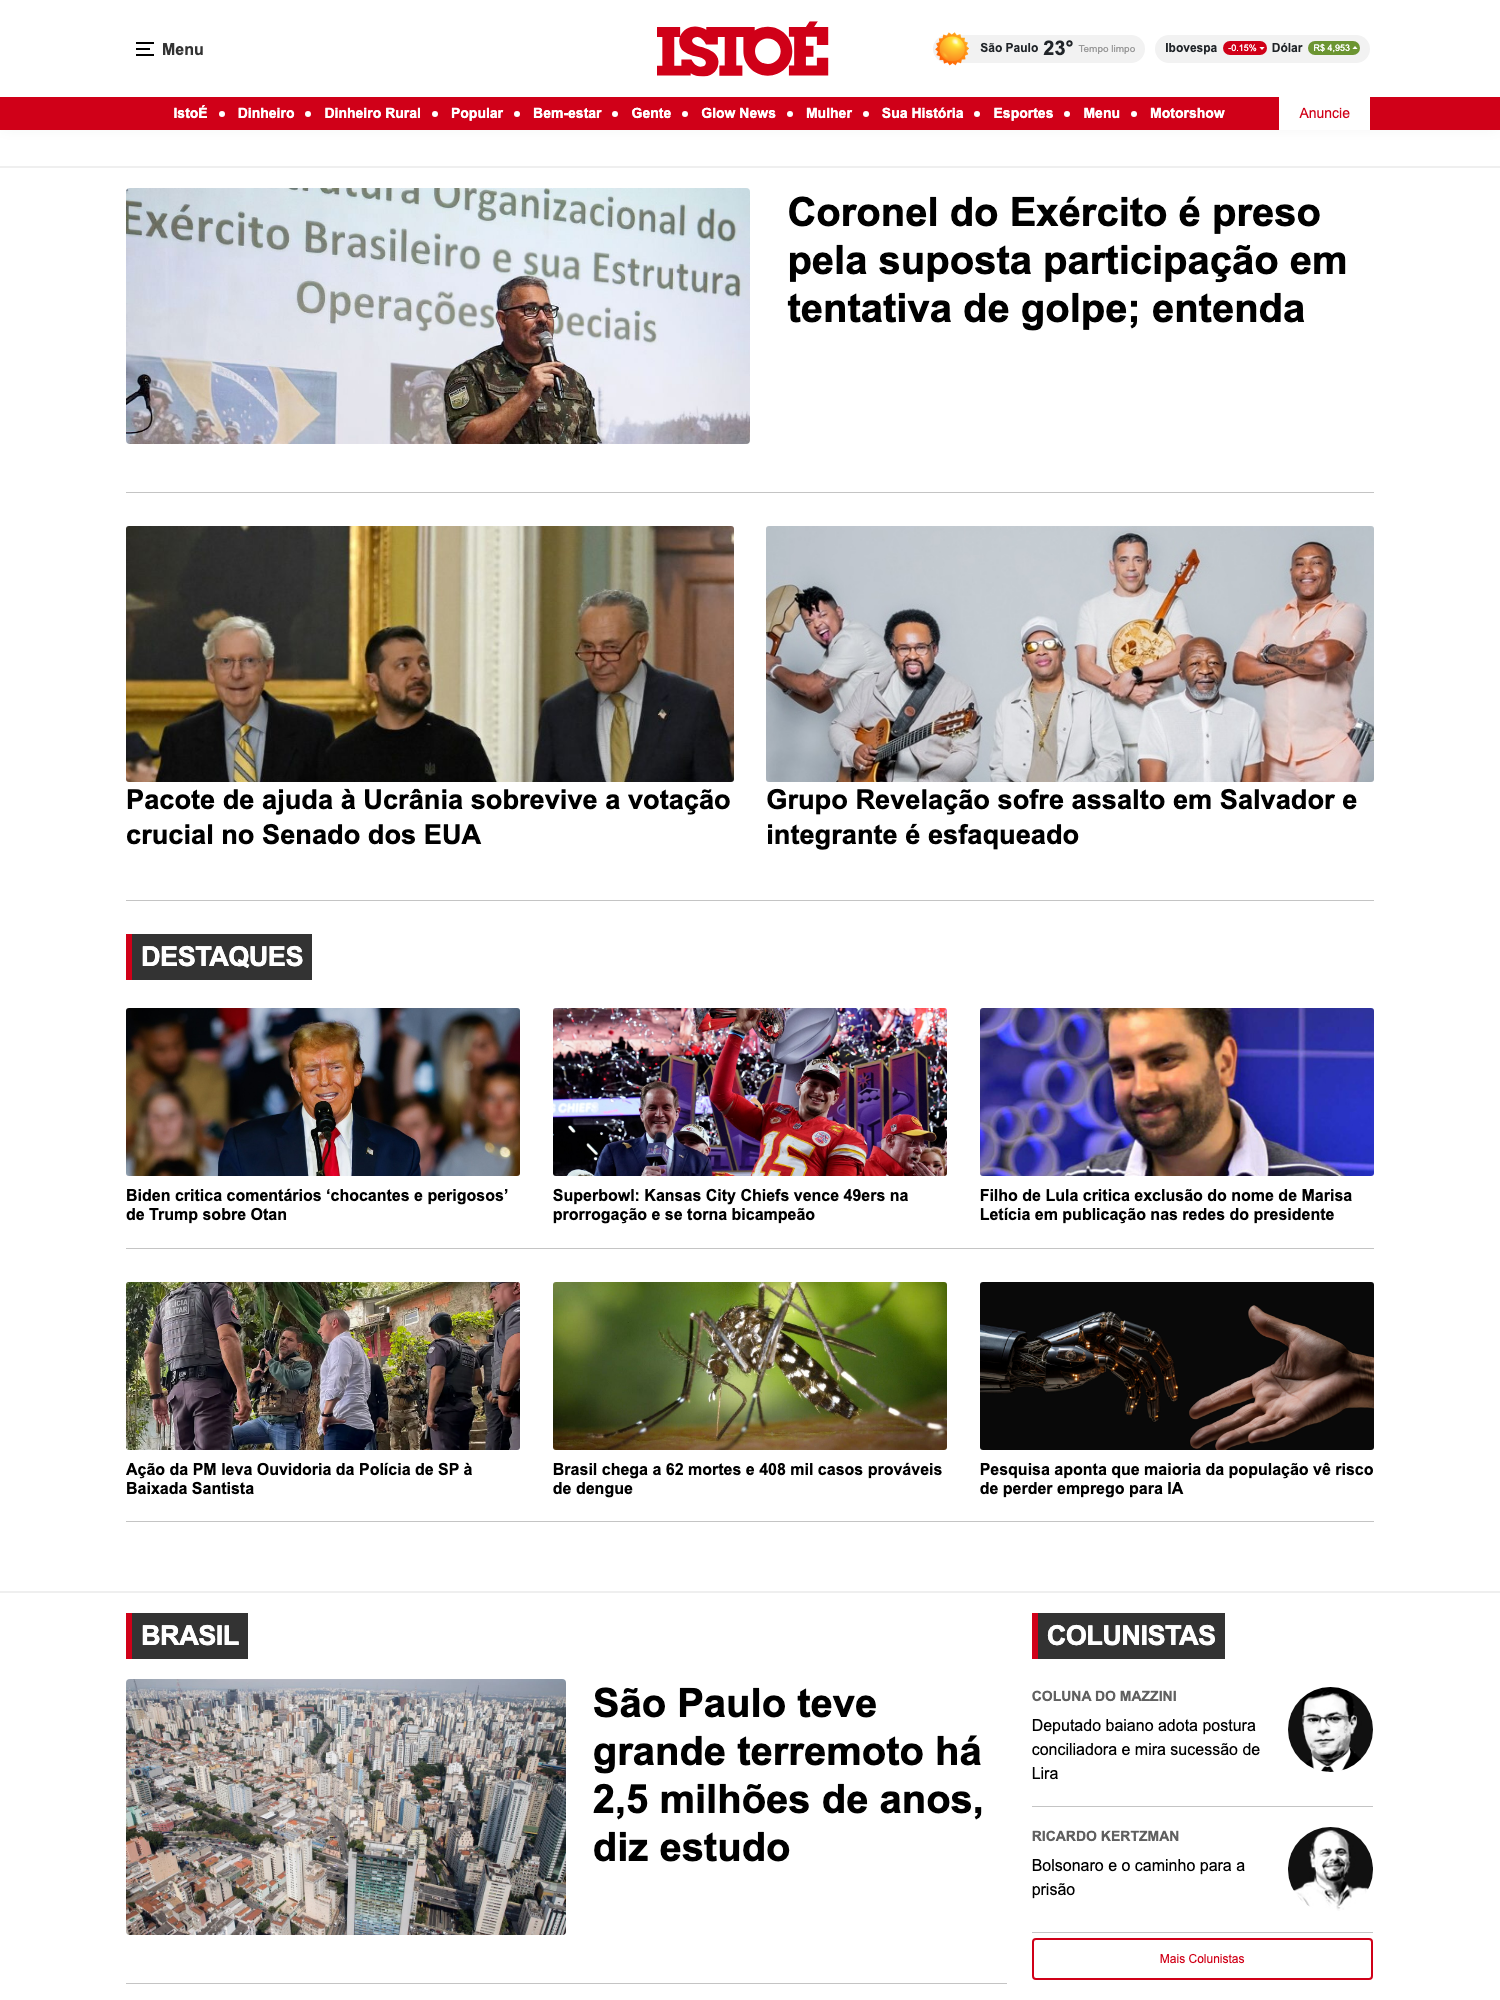 Menu
ISTOÉ
São Paulo 23° Tempo limpo
Ibovespa -0.15% Dólar R$ 4,953
IstoÉ • Dinheiro • Dinheiro Rural • Popular • Bem-estar • Gente • Glow News • Mulher • Sua História • Esportes • Menu • Motorshow
Anuncie
Organizacional do
Exército Brasileiro e sua Estrutura
Operações
Coronel do Exército é preso
pela suposta participação em
tentativa de golpe; entenda
Pacote de ajuda à Ucrânia sobrevive a votação
crucial no Senado dos EUA
Grupo Revelação sofre assalto em Salvador e
integrante é esfaqueado
DESTAQUES
Biden critica comentários ‘chocantes e perigosos’
de Trump sobre Otan
CHIEFS
15
Superbowl: Kansas City Chiefs vence 49ers na
prorrogação e se torna bicampeão
Filho de Lula critica exclusão do nome de Marisa
Letícia em publicação nas redes do presidente
MILITAR
Ação da PM leva Ouvidoria da Polícia de SP à
Baixada Santista
Brasil chega a 62 mortes e 408 mil casos prováveis
de dengue
Pesquisa aponta que maioria da população vê risco
de perder emprego para IA
BRASIL
São Paulo teve
grande terremoto há
2,5 milhões de anos,
diz estudo
COLUNISTAS
COLUNA DO MAZZINI
Deputado baiano adota postura
conciliadora e mira sucessão de
Lira
RICARDO KERTZMAN
Bolsonaro e o caminho para a
prisão
Mais Colunistas